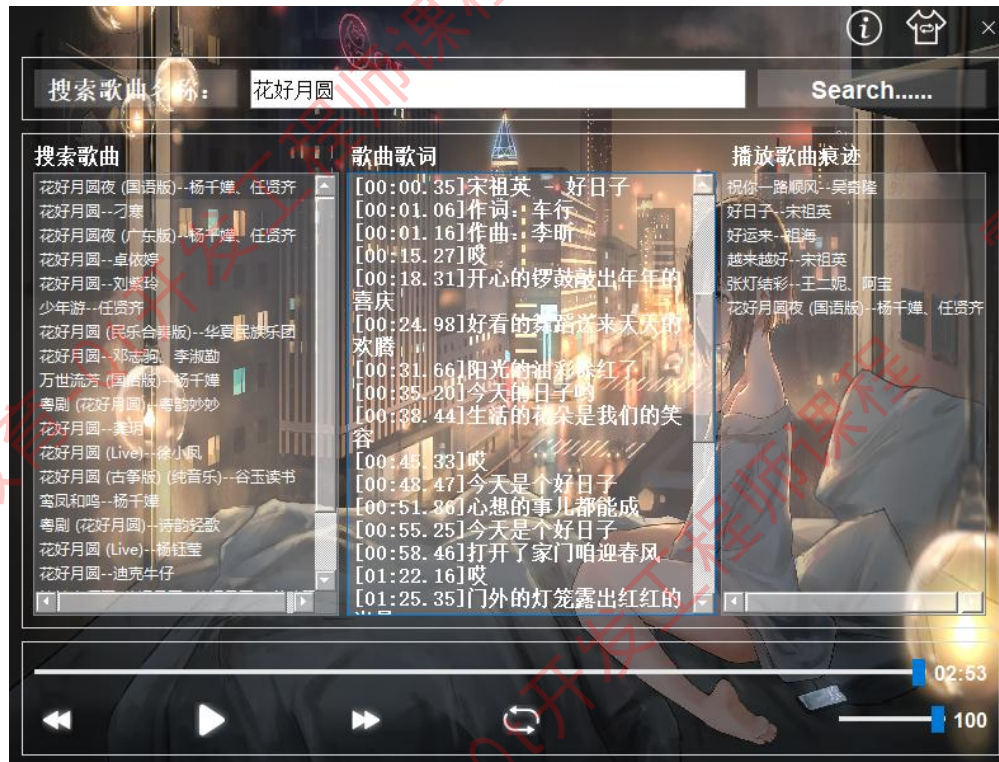 搜索歌曲名称:
花好月圆
Search......
搜索歌曲
花好月圆夜 (国语版)--杨千嬅、任贤齐
花好月圆--刁寒
花好月圆夜 (广东版)--杨千嬅、任贤齐
花好月圆--卓依婷
花好月圆--刘紫玲
少年游--任贤齐
花好月圆 (民乐合奏版)--华夏民族乐团
花好月圆--邓志驹、李淑勤
万世流芳 (国语版)--杨千嬅
粤剧 (花好月圆)--粤韵妙妙
花好月圆--龚玥
花好月圆 (Live)--徐小凤
花好月圆 (古筝版) (纯音乐)--谷玉读书
鸾凤和鸣--杨千嬅
粤剧 (花好月圆)--诗韵轻歌
花好月圆 (Live)--杨钰莹
花好月圆--迪克牛仔
歌曲歌词
[00:00.35]宋祖英 - 好日子
[00:01.06]作词:车行
[00:01.16]作曲:李昕
[00:15.27]哎
[00:18.31]开心的锣鼓敲出年年的
喜庆
[00:24.98]好看的舞蹈送来天天的
欢腾
[00:31.66]阳光的油彩涂红了
[00:35.20]今天的日子哟
[00:38.44]生活的花朵是我们的笑
容
[00:45.33]哎
[00:48.47]今天是个好日子
[00:51.86]心想的事儿都能成
[00:55.25]今天是个好日子
[00:58.46]打开了家门咱迎春风
[01:22.16]哎
[01:25.35]门外的灯笼露出红红的
播放歌曲痕迹
祝你一路顺风--吴奇隆
好日子--宋祖英
好运来--祖海
越来越好--宋祖英
张灯结彩--王二妮、阿宝
花好月圆夜 (国语版)--杨千嬅、任贤齐
02:53
100